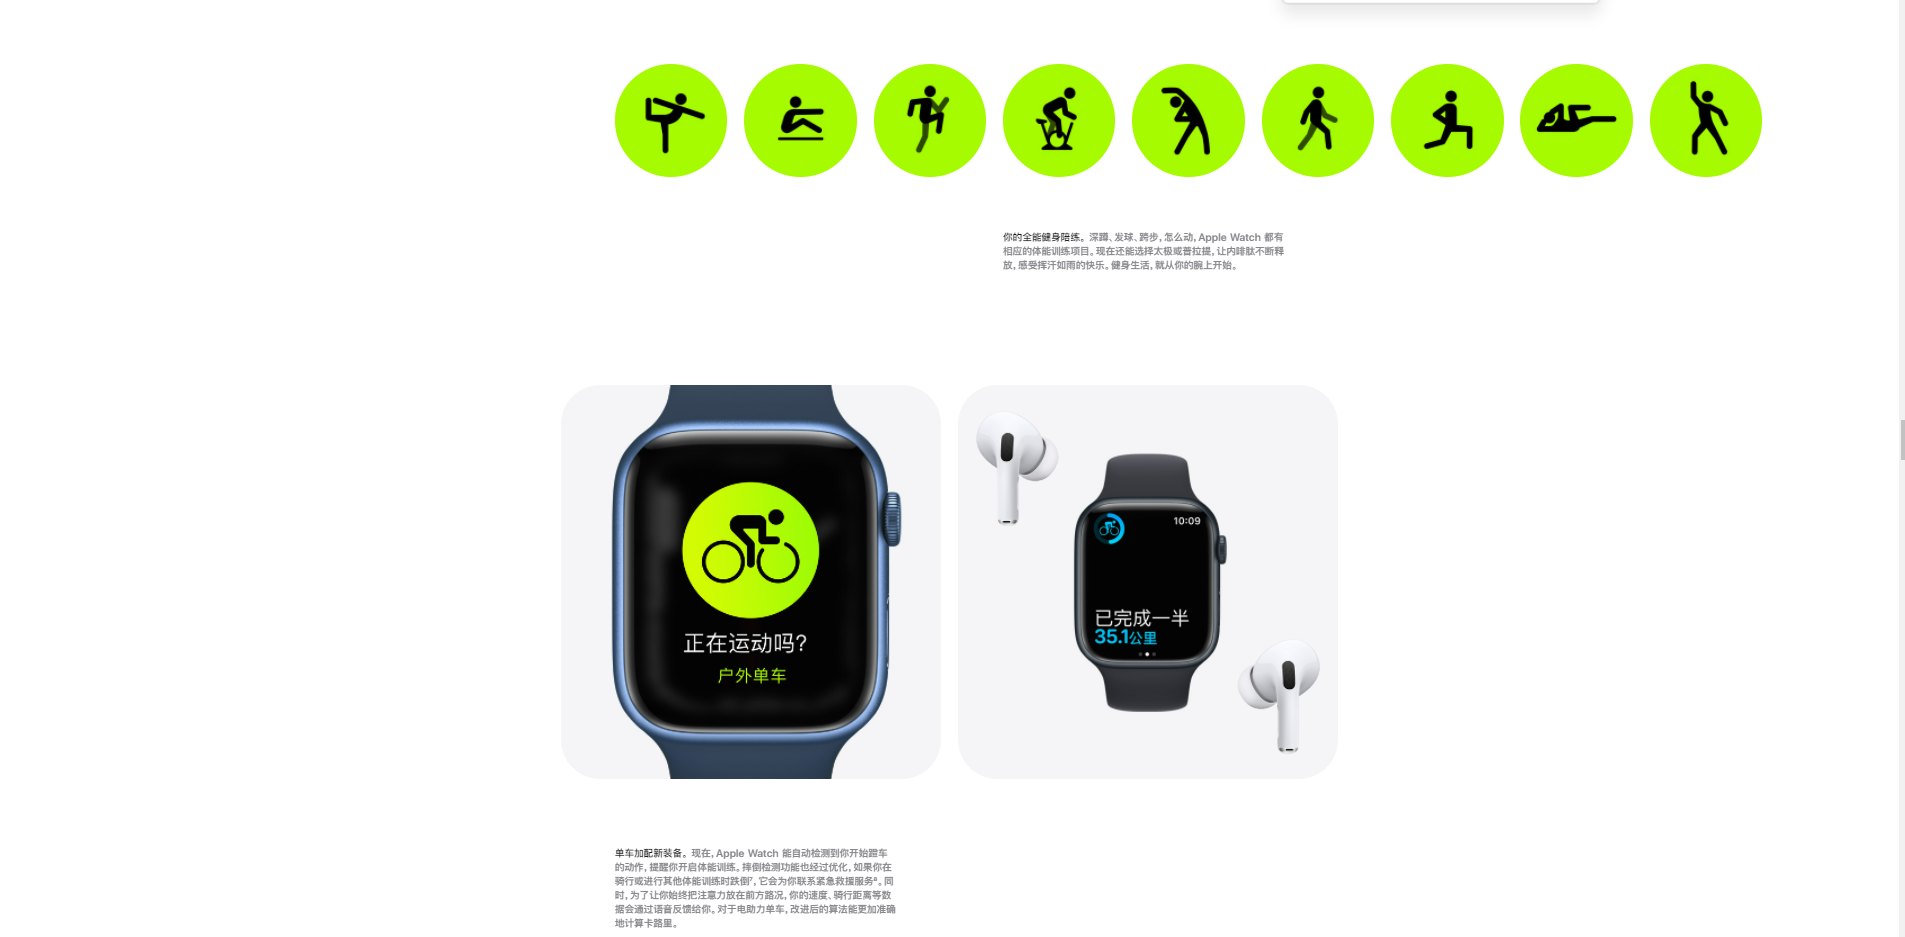 你的全能健身陪练。深蹲、发球、跨步，怎么动，Apple Watch 都有
相应的体能训练项目。现在还能选择太极或普拉提，让内啡肽不断释
放，感受挥汗如雨的快乐。健身生活，就从你的腕上开始。
正在运动吗?
户外单车
10:09
已完成一半
35.1公里
单车加配新装备。现在，Apple Watch 能自动检测到你开始蹬车
的动作，提醒你开启体能训练。摔倒检测功能也经过优化，如果你在
骑行或进行其他体能训练时跌倒⁷，它会为你联系紧急救援服务⁸。同
时，为了让你始终把注意力放在前方路况，你的速度、骑行距离等数
据会通过语音反馈给你。对于电助力单车，改进后的算法能更加准确
地计算卡路里。